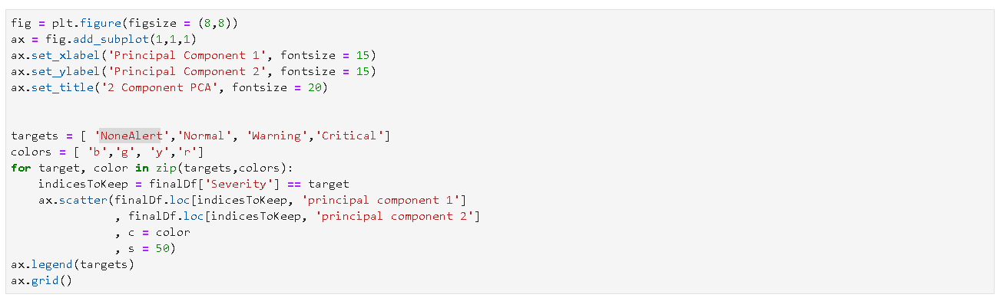 fig = plt.figure(figsize = (8,8))
ax = fig.add_subplot(1,1,1)
ax.set_xlabel('Principal Component 1', fontsize = 15)
ax.set_ylabel('Principal Component 2', fontsize = 15)
ax.set_title('2 Component PCA', fontsize = 20)
targets = [ 'NoneAlert','Normal', 'Warning','Critical']
colors = [ 'b','g', 'y','r']
for target, color in zip(targets,colors):
    indicesToKeep = finalDf['Severity'] == target
    ax.scatter(finalDf.loc[indicesToKeep, 'principal component 1']
               , finalDf.loc[indicesToKeep, 'principal component 2']
               , c = color
               , s = 50)
ax.legend(targets)
ax.grid()